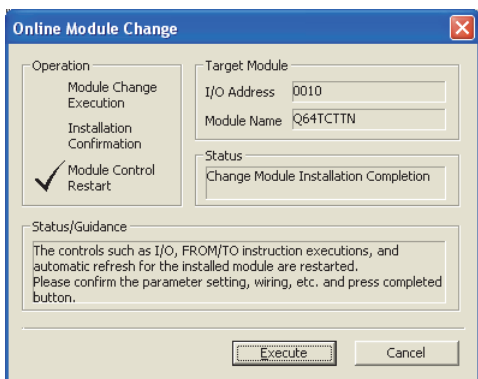 Online Module Change
Operation
Module Change
Execution
Installation
Confirmation
Module Control
Restart
Target Module
I/O Address 0010
Module Name Q64TCTTN
Status
Change Module Installation Completion
Status/Guidance
The controls such as I/O, FROM/TO instruction executions, and
automatic refresh for the installed module are restarted.
Please confirm the parameter setting, wiring, etc. and press completed
button.
Execute Cancel